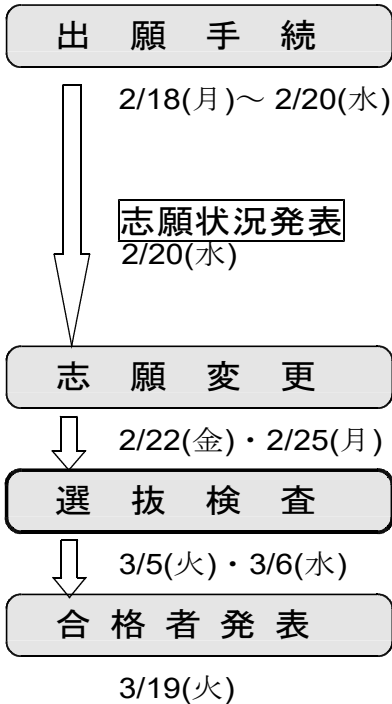 出願手続
2/18(月)～ 2/20(水)
志願状況発表
2/20(水)
志願変更
2/22(金)・2/25(月)
選抜検査
3/5(火)・3/6(水)
合格者発表
3/19(火)